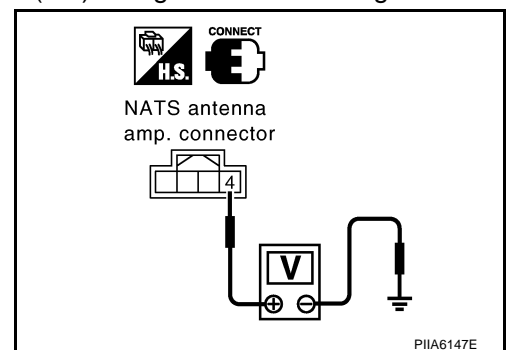 CONNECT
H.S.
NATS antenna
amp. connector
4
V
+ −
PIIA6147E